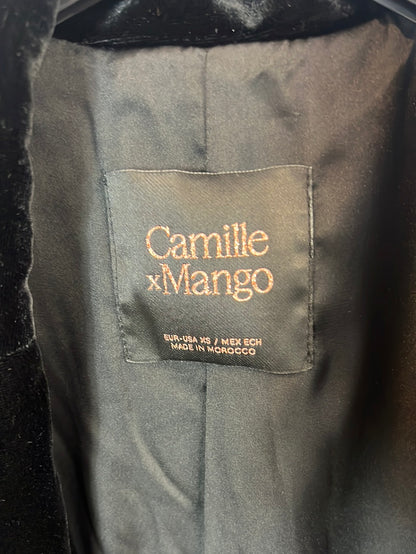 Camille
xMango
EUR-USA XS / MEX ECH
MADE IN MOROCCO